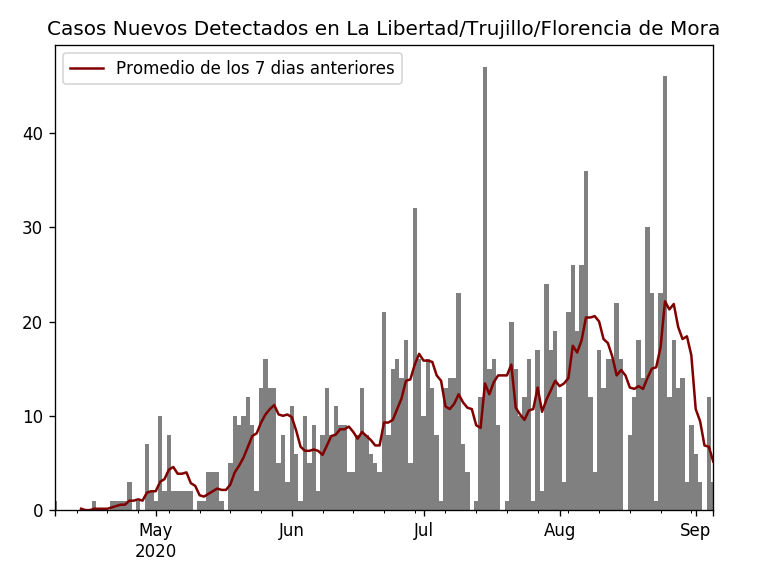 Casos Nuevos Detectados en La Libertad/Trujillo/Florencia de Mora
Promedio de los 7 dias anteriores
40
30
20
10
0
May Jun Jul Aug Sep
2020